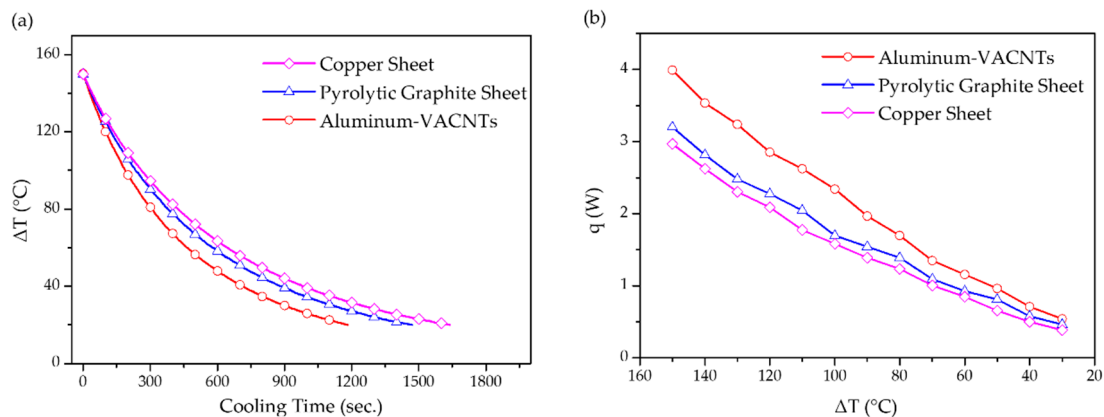 (a)
160
120
80
40
0
ΔT (°C)
Copper Sheet
Pyrolytic Graphite Sheet
Aluminum-VACNTs
0 300 600 900 1200 1500 1800
Cooling Time (sec.)
(b)
4
3
2
1
0
q (W)
Aluminum-VACNTs
Pyrolytic Graphite Sheet
Copper Sheet
160 140 120 100 80 60 40 20
ΔT (°C)